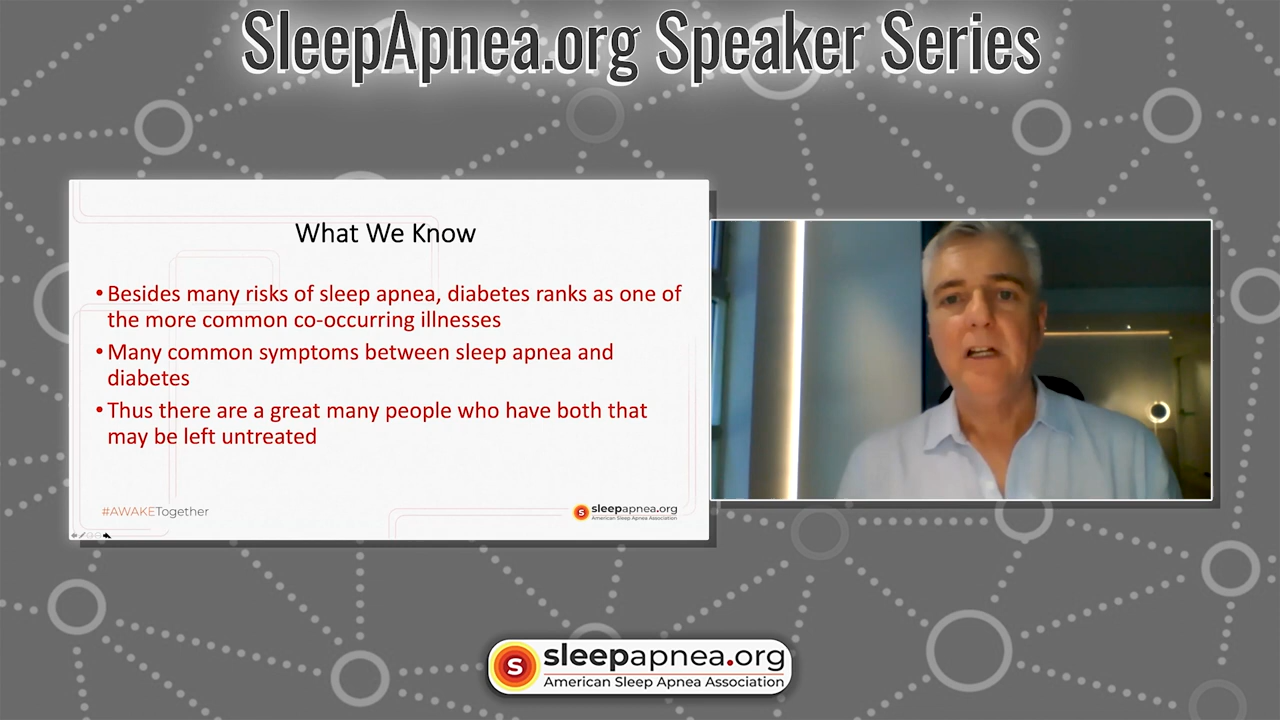 SleepApnea.org Speaker Series
What We Know
• Besides many risks of sleep apnea, diabetes ranks as one of
the more common co-occurring illnesses
• Many common symptoms between sleep apnea and
diabetes
• Thus there are a great many people who have both that
may be left untreated
#AWAKETogether
S sleepapnea.org
American Sleep Apnea Association
S sleepapnea.org
American Sleep Apnea Association